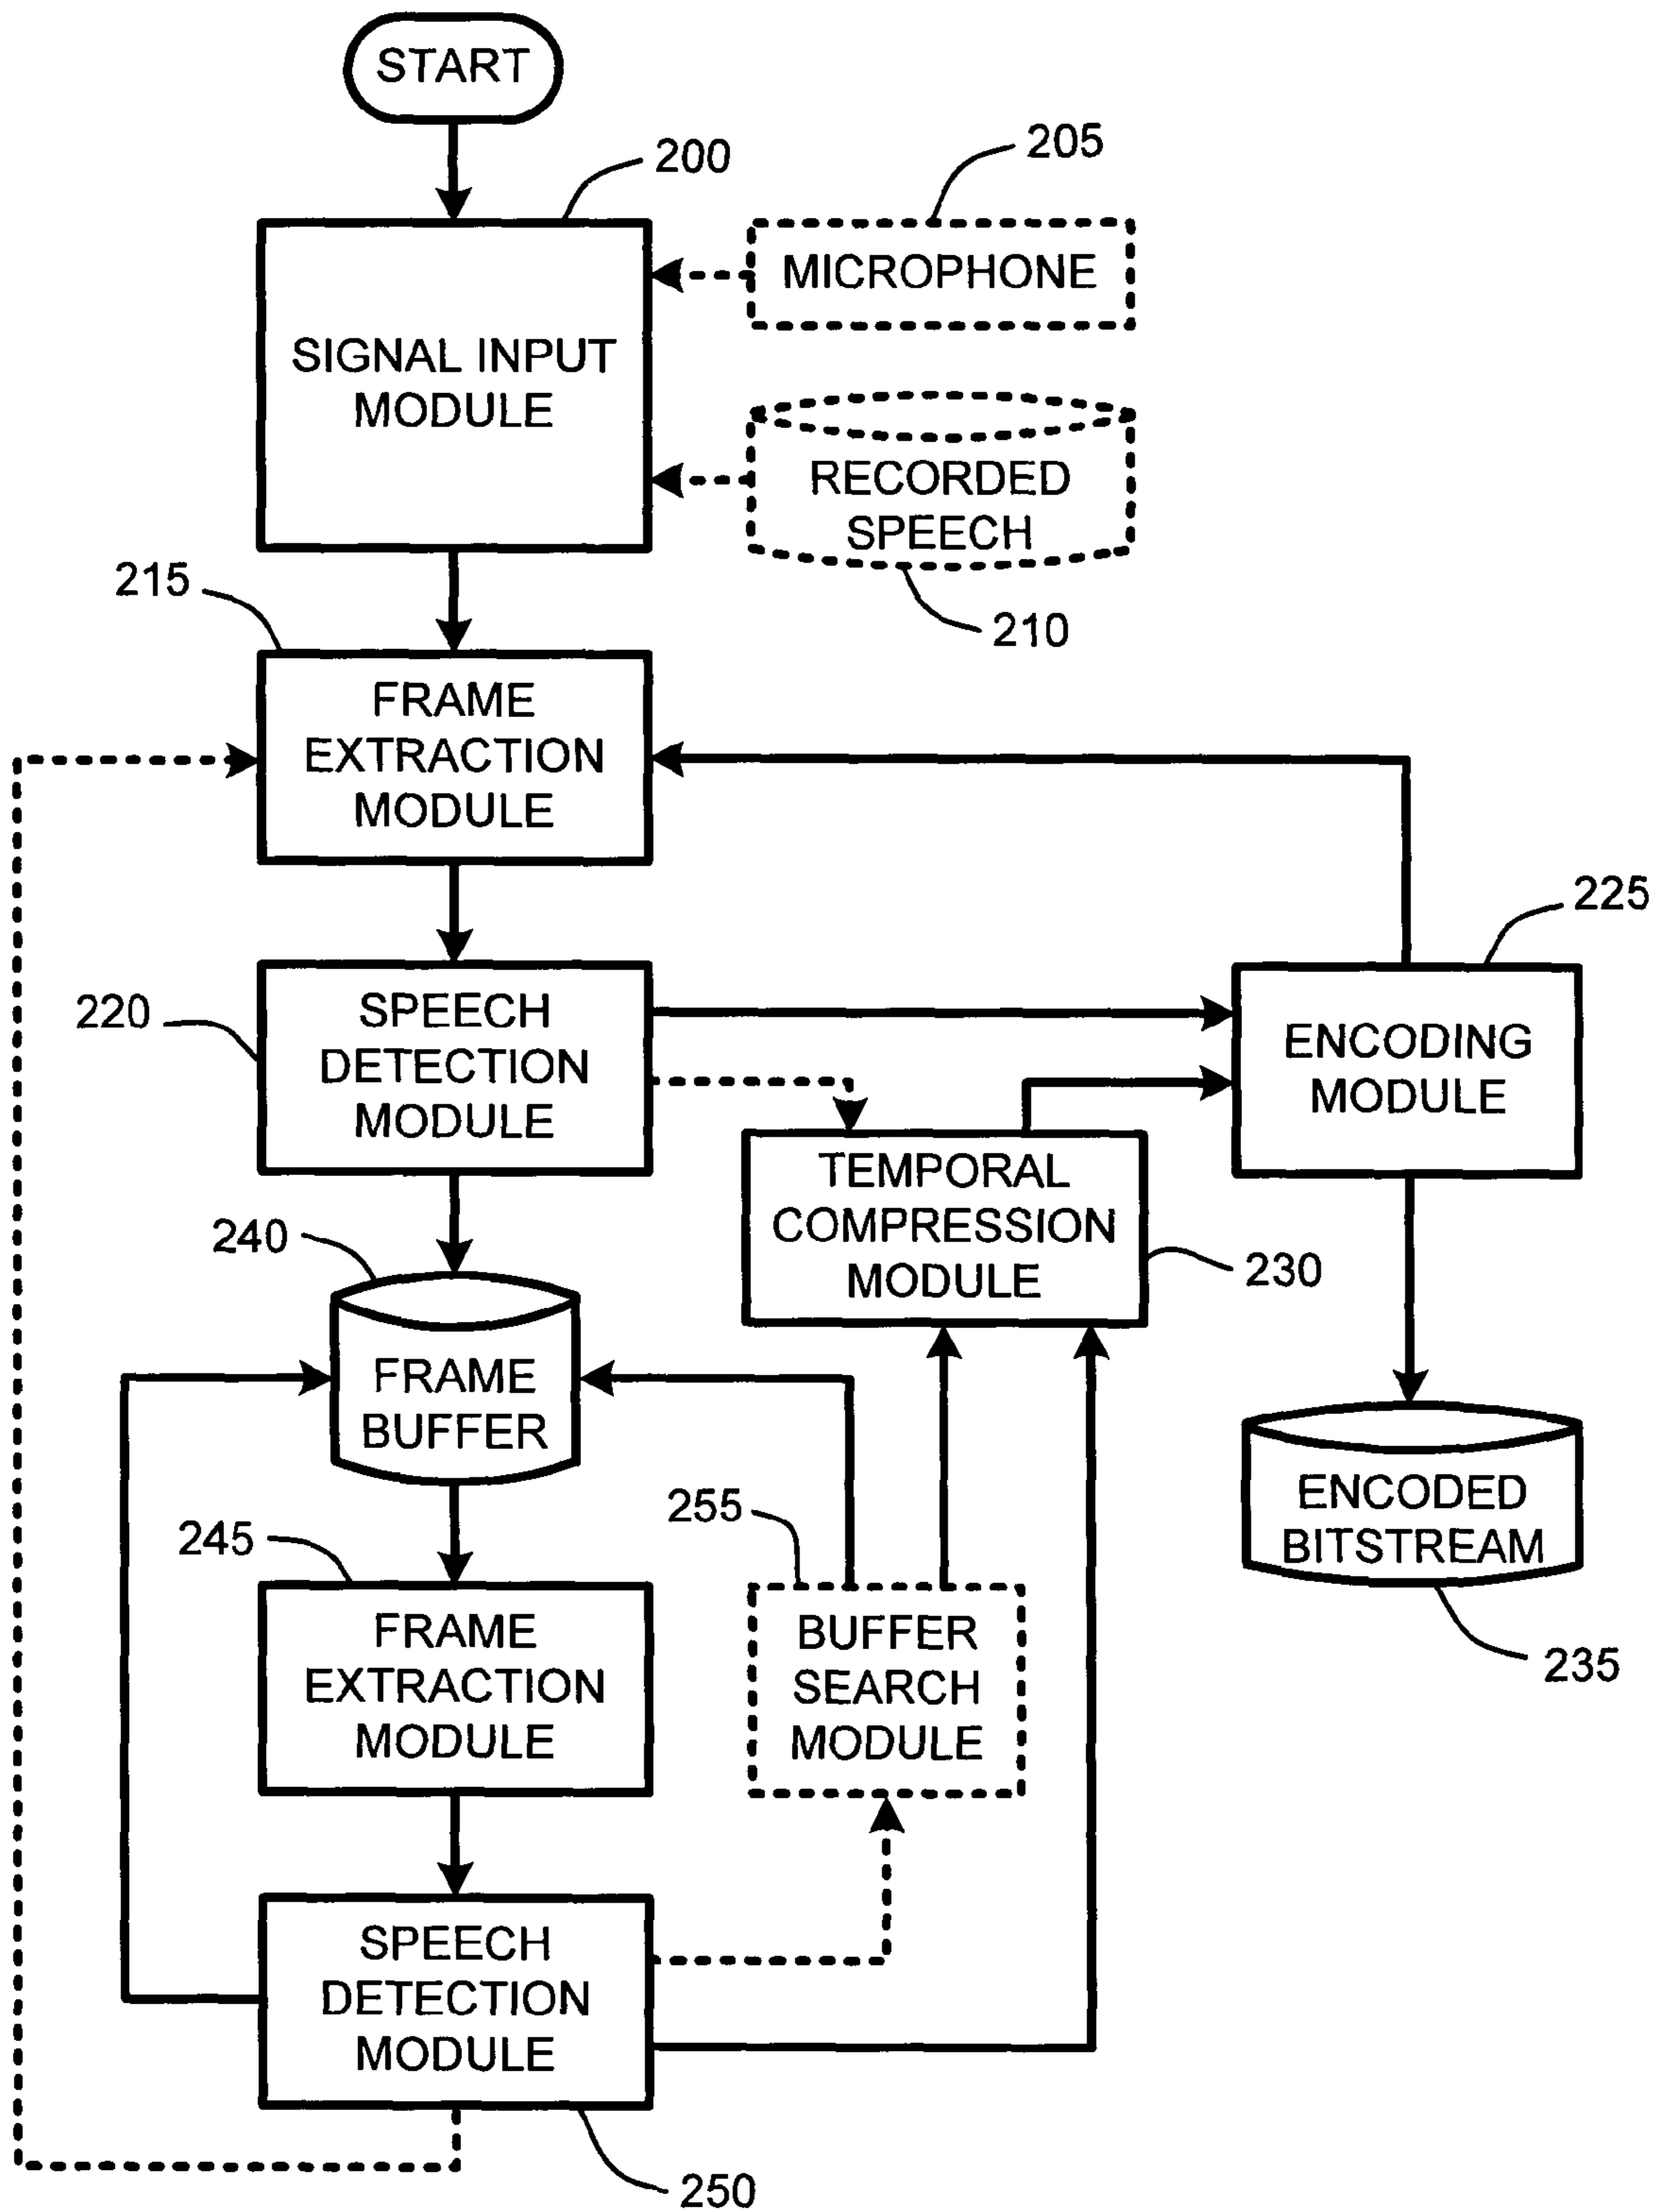 START
200
205
MICROPHONE
SIGNAL INPUT
MODULE
RECORDED
SPEECH
210
215
FRAME
EXTRACTION
MODULE
225
220
SPEECH
DETECTION
MODULE
ENCODING
MODULE
TEMPORAL
COMPRESSION
MODULE
230
240
FRAME
BUFFER
ENCODED
BITSTREAM
235
245
FRAME
EXTRACTION
MODULE
255
BUFFER
SEARCH
MODULE
SPEECH
DETECTION
MODULE
250